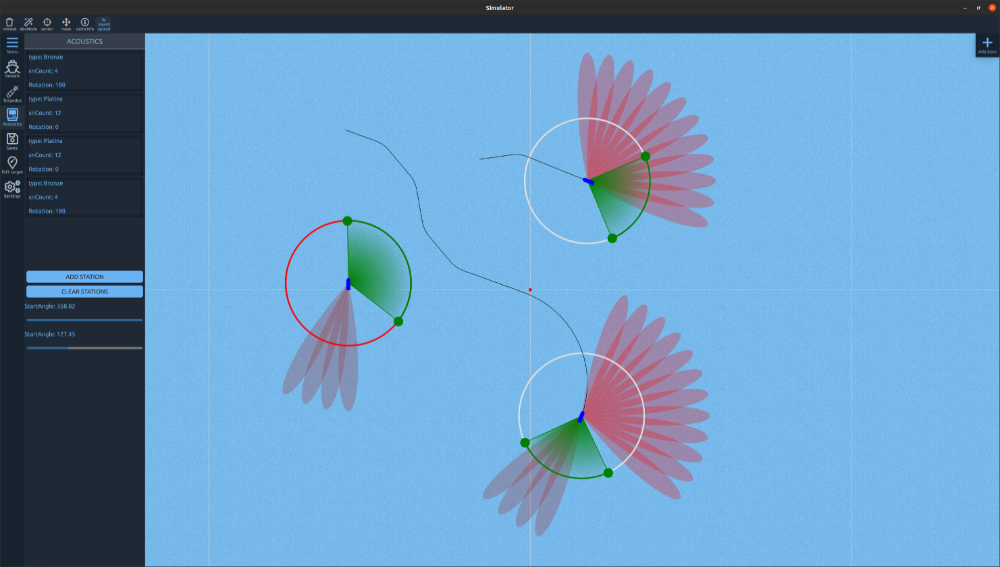 Simulator
remove
devMode
center
move
extra info
sound
spread
Menu
Vessels
Torpedos
Acoustics
Saves
Edit target
Settings
ACOUSTICS
type: Bronze
xnCount: 4
Rotation: 180
type: Platina
xnCount: 12
Rotation: 0
type: Platina
xnCount: 12
Rotation: 0
type: Bronze
xnCount: 4
Rotation: 180
ADD STATION
CLEAR STATIONS
StartAngle: 358.82
StartAngle: 127.45
Add item